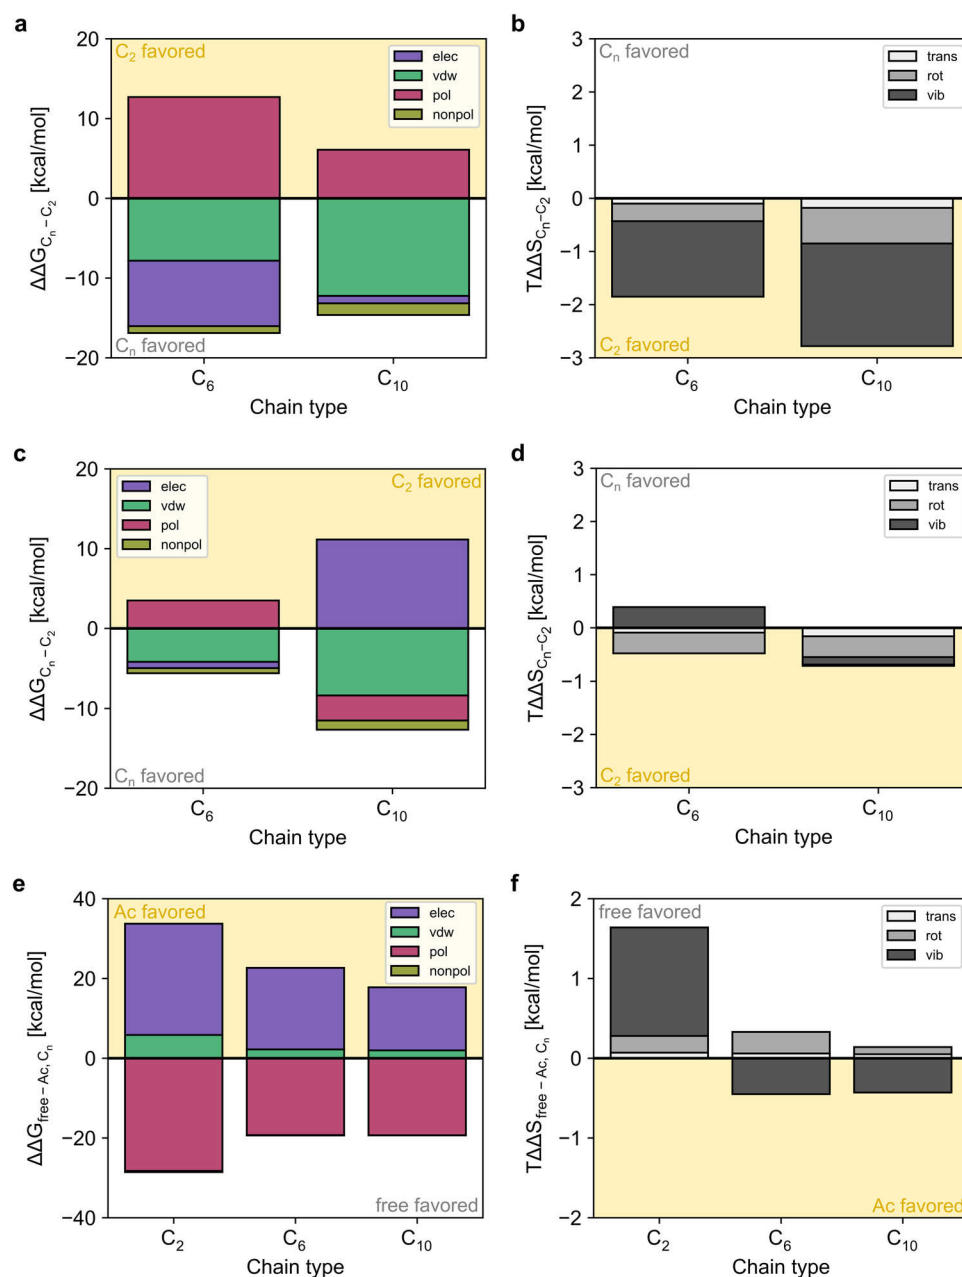 a
C₂ favored
elec
vdw
pol
nonpol
20
10
0
−10
−20
ΔΔG_{Cₙ − C₂} [kcal/mol]
Cₙ favored
C₆
C₁₀
Chain type
b
Cₙ favored
trans
rot
vib
3
2
1
0
−1
−2
−3
TΔΔS_{Cₙ−C₂} [kcal/mol]
C₂ favored
C₆
C₁₀
Chain type
c
elec
vdw
pol
nonpol
C₂ favored
20
10
0
−10
−20
ΔΔG_{Cₙ − C₂} [kcal/mol]
Cₙ favored
C₆
C₁₀
Chain type
d
Cₙ favored
trans
rot
vib
3
2
1
0
−1
−2
−3
TΔΔS_{Cₙ−C₂} [kcal/mol]
C₂ favored
C₆
C₁₀
Chain type
e
Ac favored
elec
vdw
pol
nonpol
40
20
0
−20
−40
ΔΔG_{free − Ac, Cₙ} [kcal/mol]
free favored
C₂
C₆
C₁₀
Chain type
f
free favored
trans
rot
vib
2
1
0
−1
−2
TΔΔS_{free − Ac, Cₙ} [kcal/mol]
Ac favored
C₂
C₆
C₁₀
Chain type